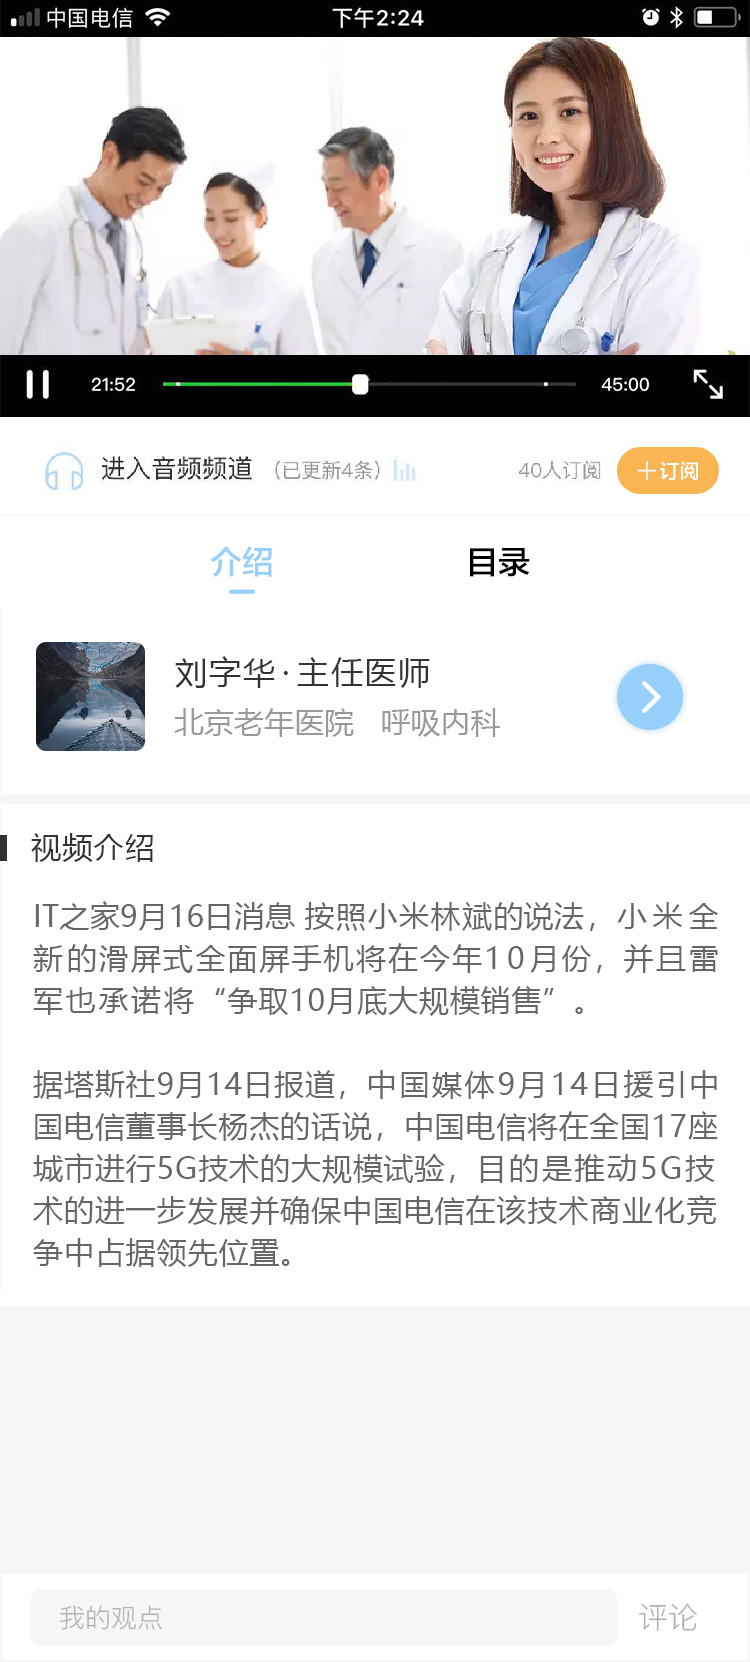 中国电信
下午2:24
21:52
45:00
进入音频频道
（已更新4条）
40人订阅
十订阅
介绍
目录
刘字华·主任医师
北京老年医院 呼吸内科
视频介绍
IT之家9月16日消息 按照小米林斌的说法，小米全
新的滑屏式全面屏手机将在今年10月份，并且雷
军也承诺将“争取10月底大规模销售”。
据塔斯社9月14日报道，中国媒体9月14日援引中
国电信董事长杨杰的话说，中国电信将在全国17座
城市进行5G技术的大规模试验，目的是推动5G技
术的进一步发展并确保中国电信在该技术商业化竞
争中占据领先位置。
我的观点
评论